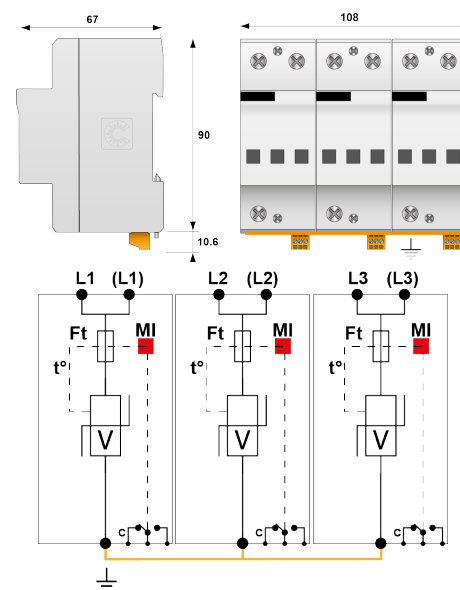 67
108
90
10.6
L1 (L1) L2 (L2) L3 (L3)
Ft MI Ft MI Ft MI
t° t° t°
V V V
C C C